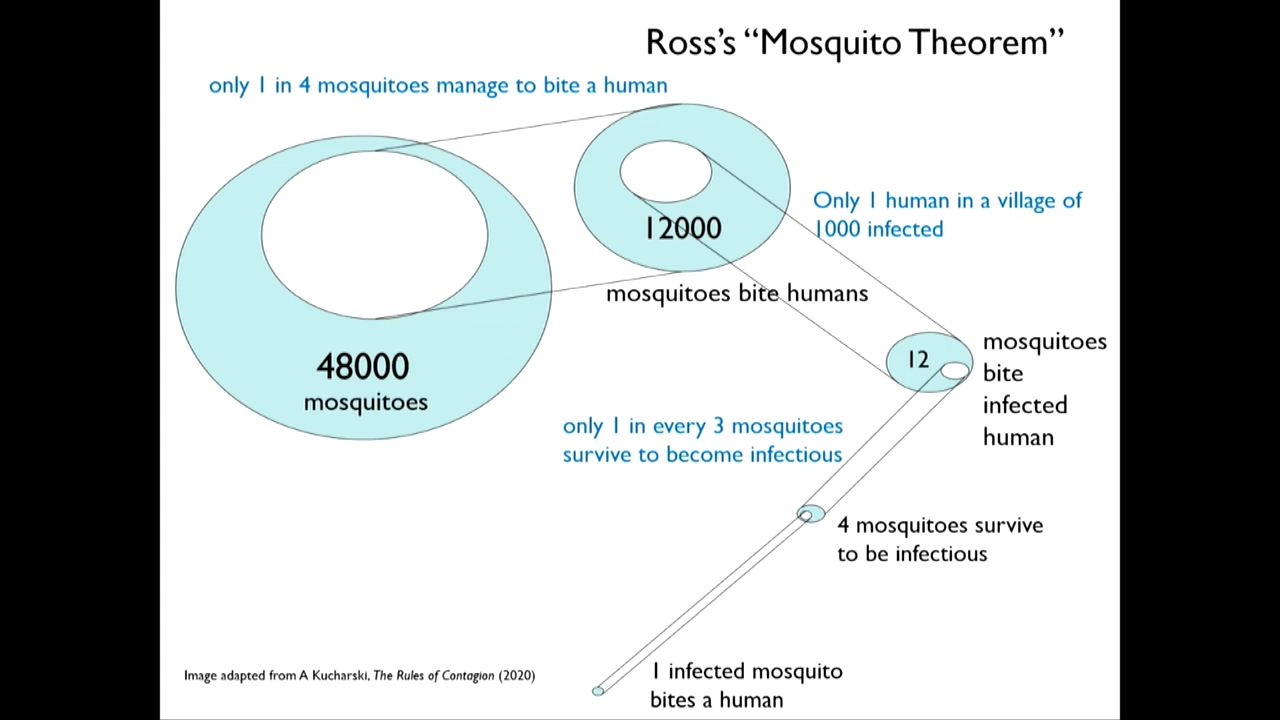 Ross's “Mosquito Theorem”
only 1 in 4 mosquitoes manage to bite a human
48000
mosquitoes
12000
mosquitoes bite humans
Only 1 human in a village of
1000 infected
12
mosquitoes
bite
infected
human
only 1 in every 3 mosquitoes
survive to become infectious
4 mosquitoes survive
to be infectious
1 infected mosquito
bites a human
Image adapted from A Kucharski, The Rules of Contagion (2020)